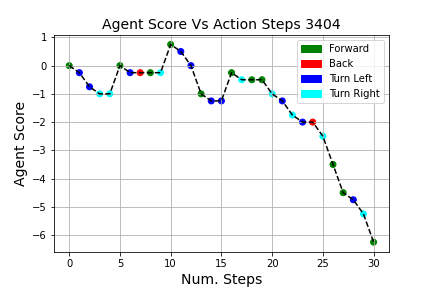 Agent Score Vs Action Steps 3404
Forward
Back
Turn Left
Turn Right
1
0
−1
−2
−3
−4
−5
−6
Agent Score
0 5 10 15 20 25 30
Num. Steps